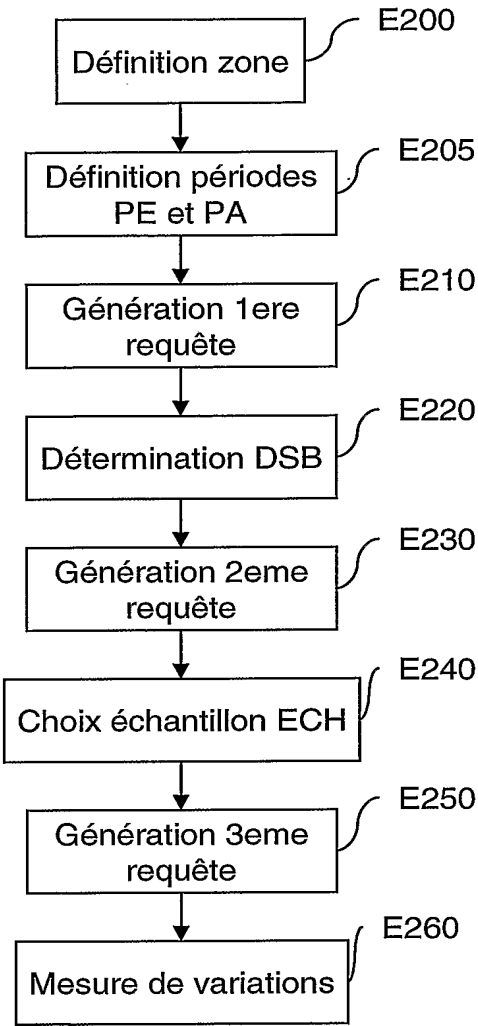 E200
Définition zone
E205
Définition périodes
PE et PA
E210
Génération 1ere
requête
E220
Détermination DSB
E230
Génération 2eme
requête
E240
Choix échantillon ECH
E250
Génération 3eme
requête
E260
Mesure de variations